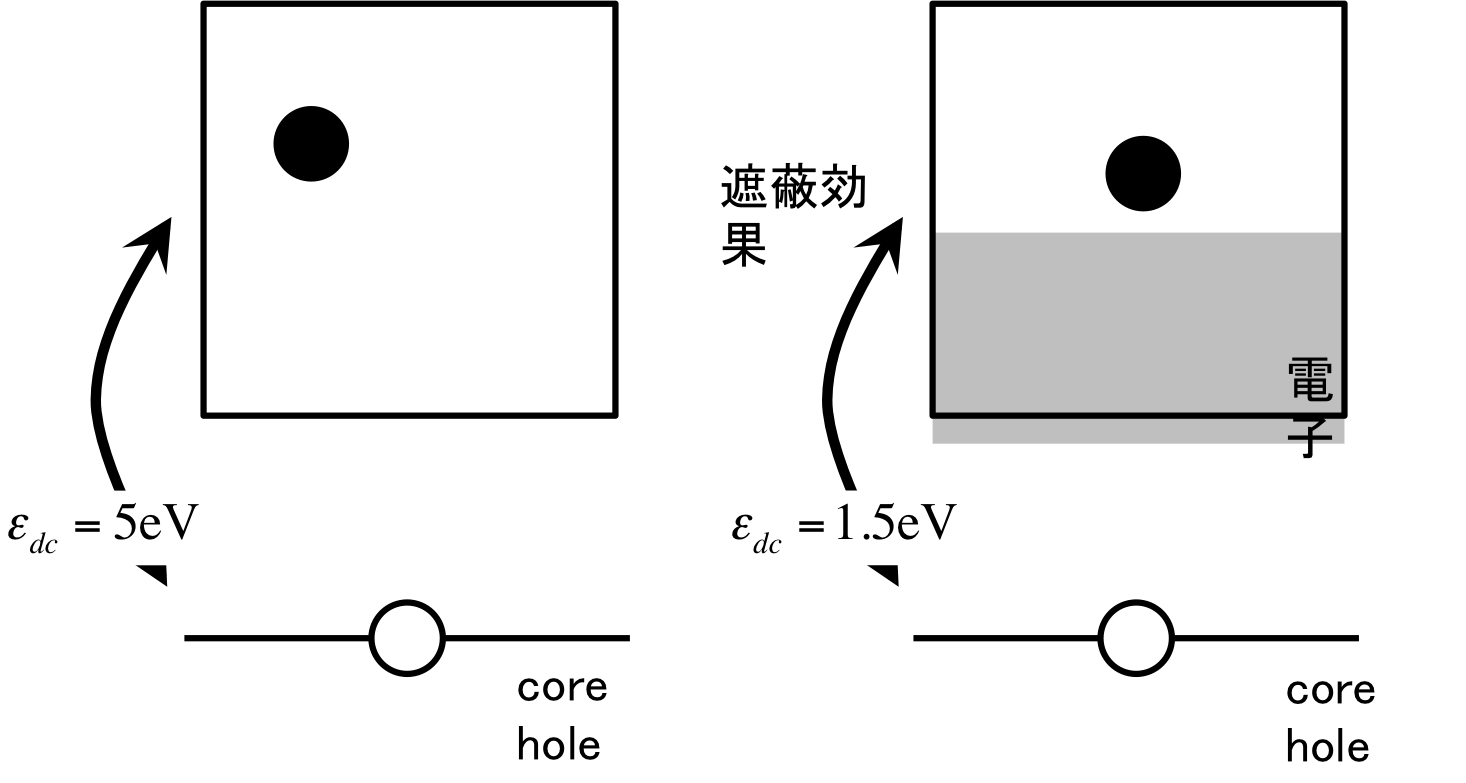 ε_dc = 5eV
core
hole
遮蔽効
果
電
子
ε_dc = 1.5eV
core
hole